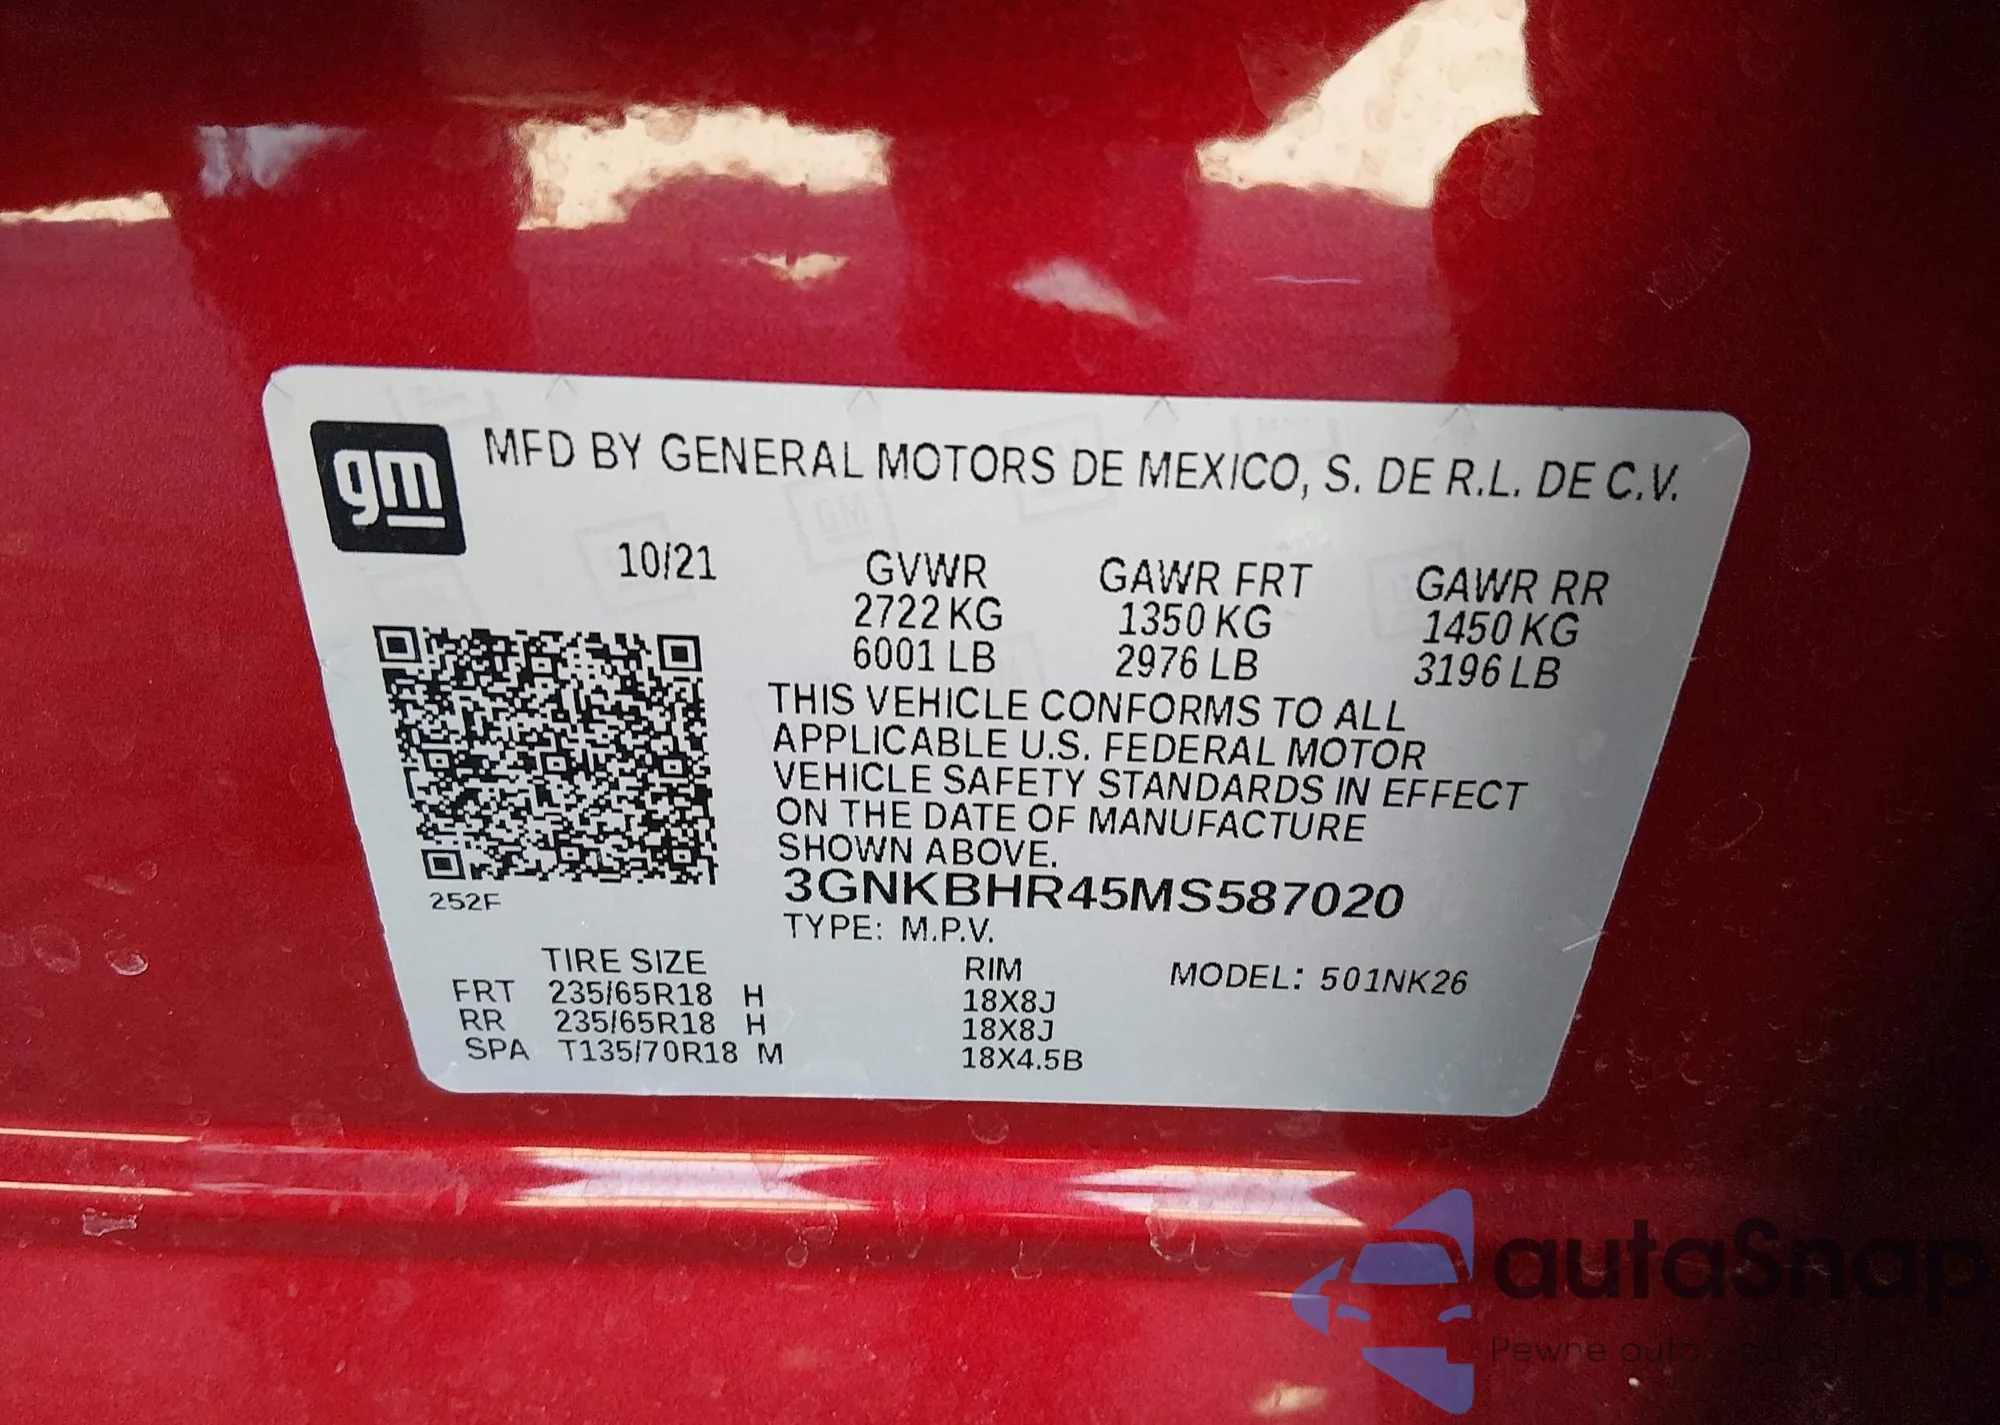 gm
MFD BY GENERAL MOTORS DE MEXICO, S. DE R.L. DE C.V.
10/21
GVWR GAWR FRT GAWR RR
2722 KG 1350 KG 1450 KG
6001 LB 2976 LB 3196 LB
THIS VEHICLE CONFORMS TO ALL
APPLICABLE U.S. FEDERAL MOTOR
VEHICLE SAFETY STANDARDS IN EFFECT
ON THE DATE OF MANUFACTURE
SHOWN ABOVE.
252F
3GNKBHR45MS587020
TYPE: M.P.V.
TIRE SIZE RIM MODEL: 501NK26
FRT 235/65R18 H 18X8J
RR 235/65R18 H 18X8J
SPA T135/70R18 M 18X4.5B
autaSnap
Pewne auto